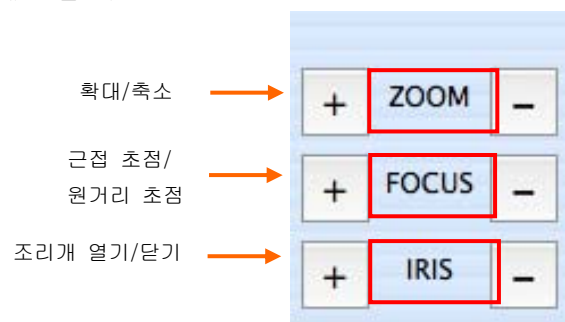 확대/축소
+ ZOOM -
근접 초점/
원거리 초점
+ FOCUS -
조리개 열기/닫기
+ IRIS -